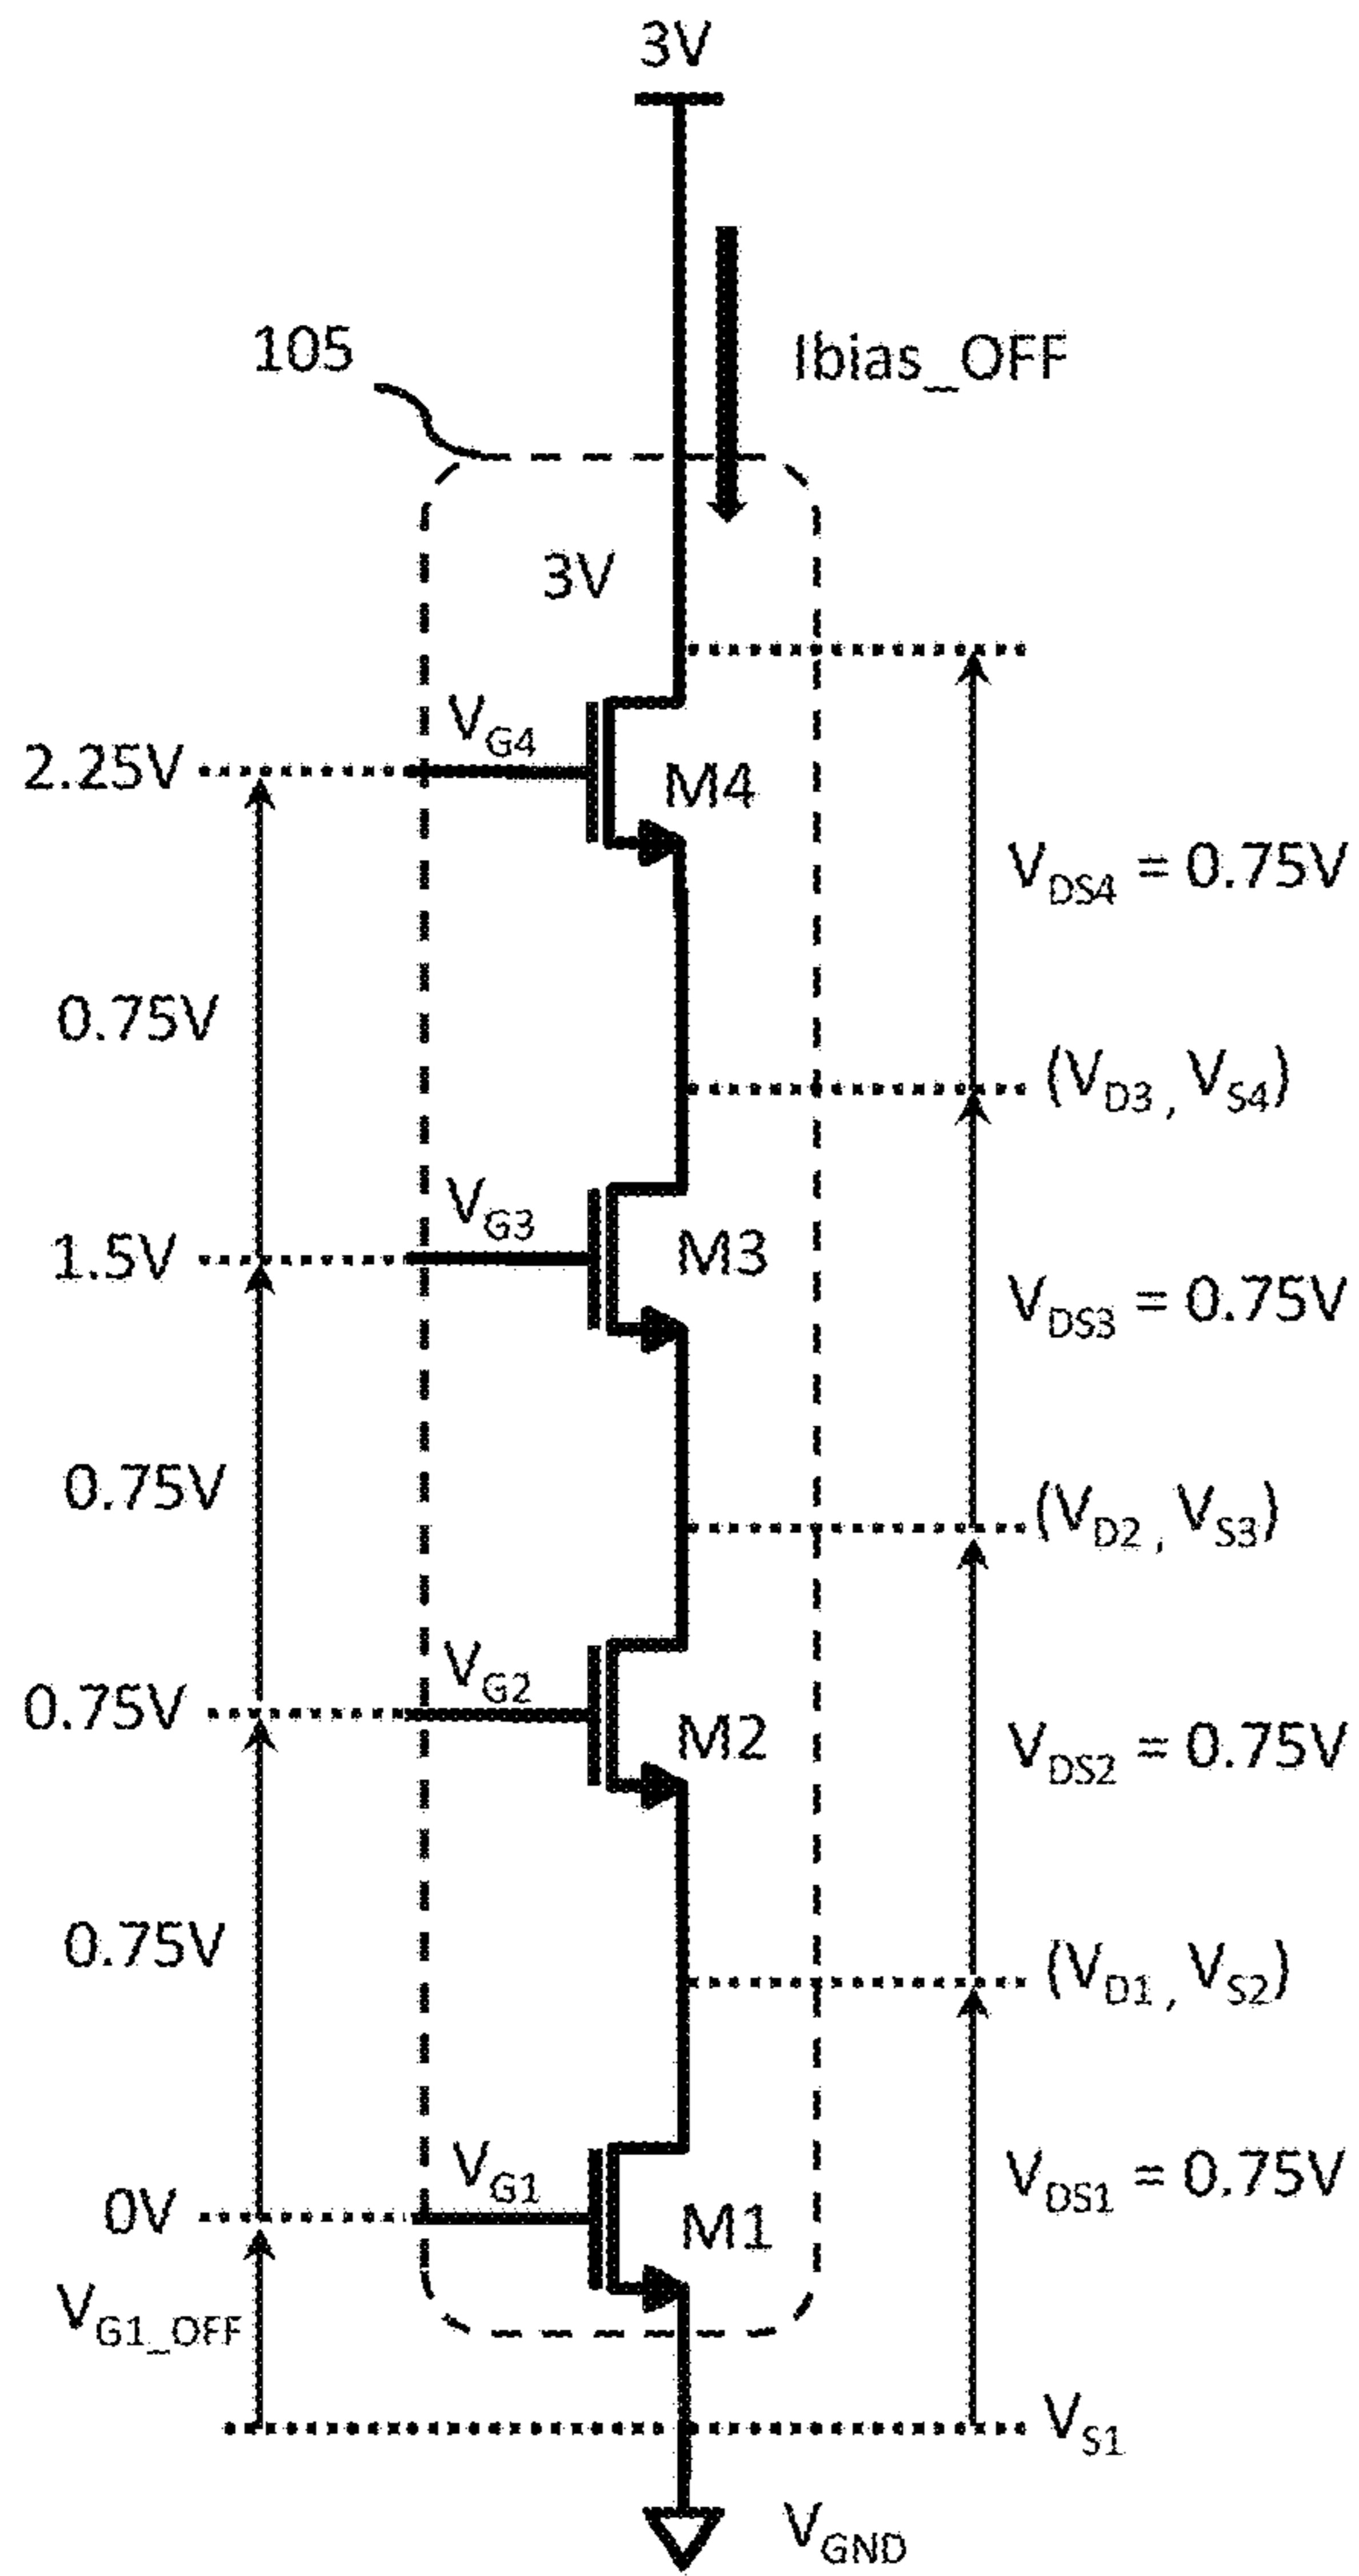 3V
105
Ibias_OFF
3V
VG4
2.25V
M4
VDS4 = 0.75V
0.75V
(VD3 , VS4)
VG3
1.5V
M3
VDS3 = 0.75V
0.75V
(VD2 , VS3)
VG2
0.75V
M2
VDS2 = 0.75V
0.75V
(VD1 , VS2)
VG1
0V
M1
VDS1 = 0.75V
VG1_OFF
VS1
VGND